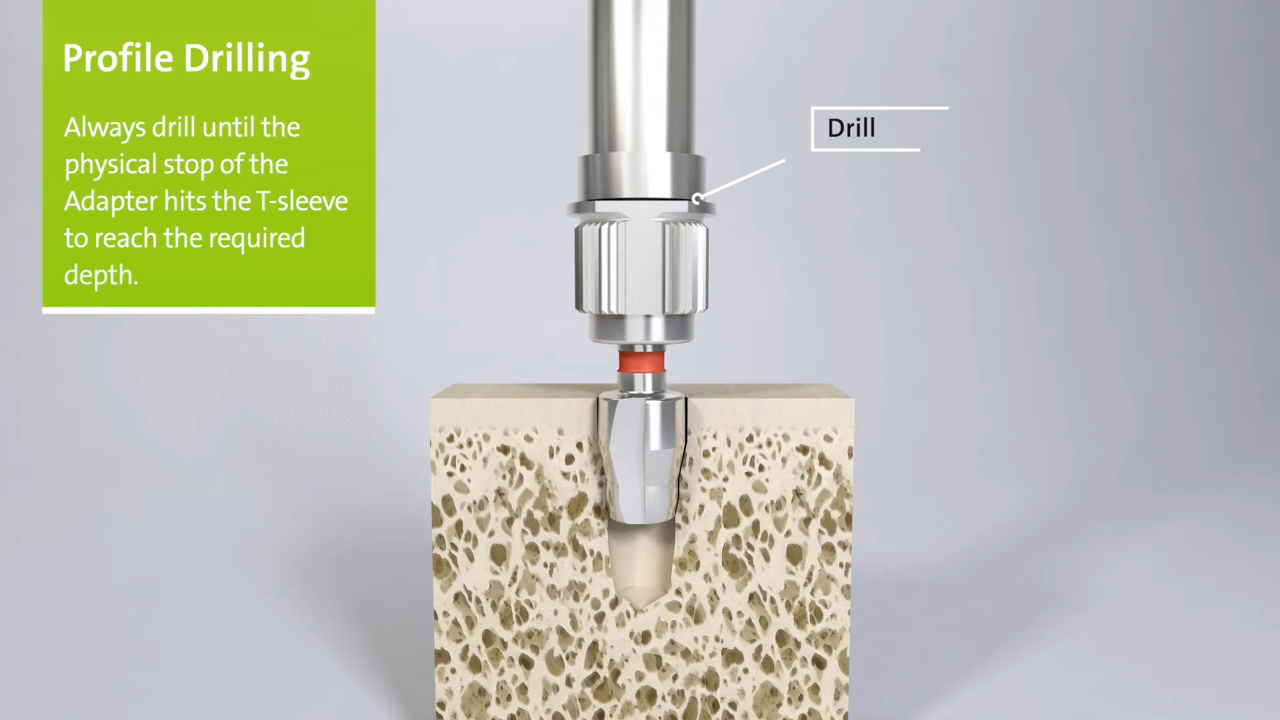 Profile Drilling
Always drill until the
physical stop of the
Adapter hits the T-sleeve
to reach the required
depth.
Drill